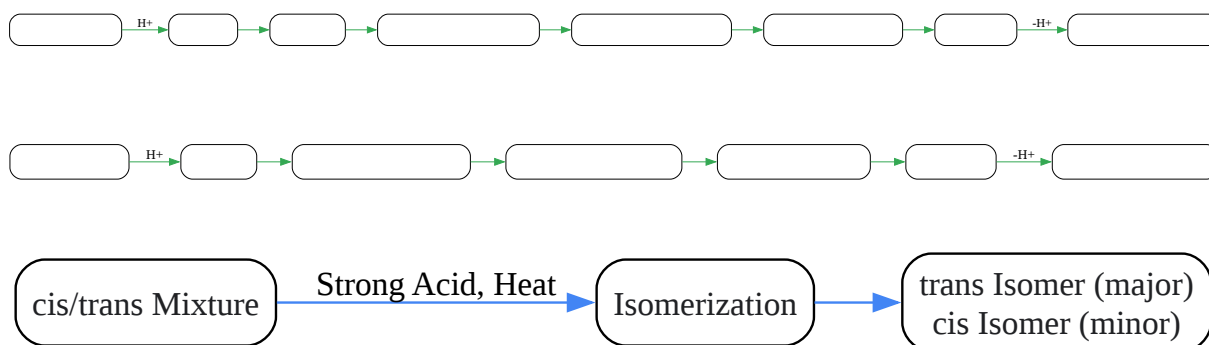 H+
-H+
H+
-H+
Strong Acid, Heat
cis/trans Mixture
Isomerization
trans Isomer (major)
cis Isomer (minor)